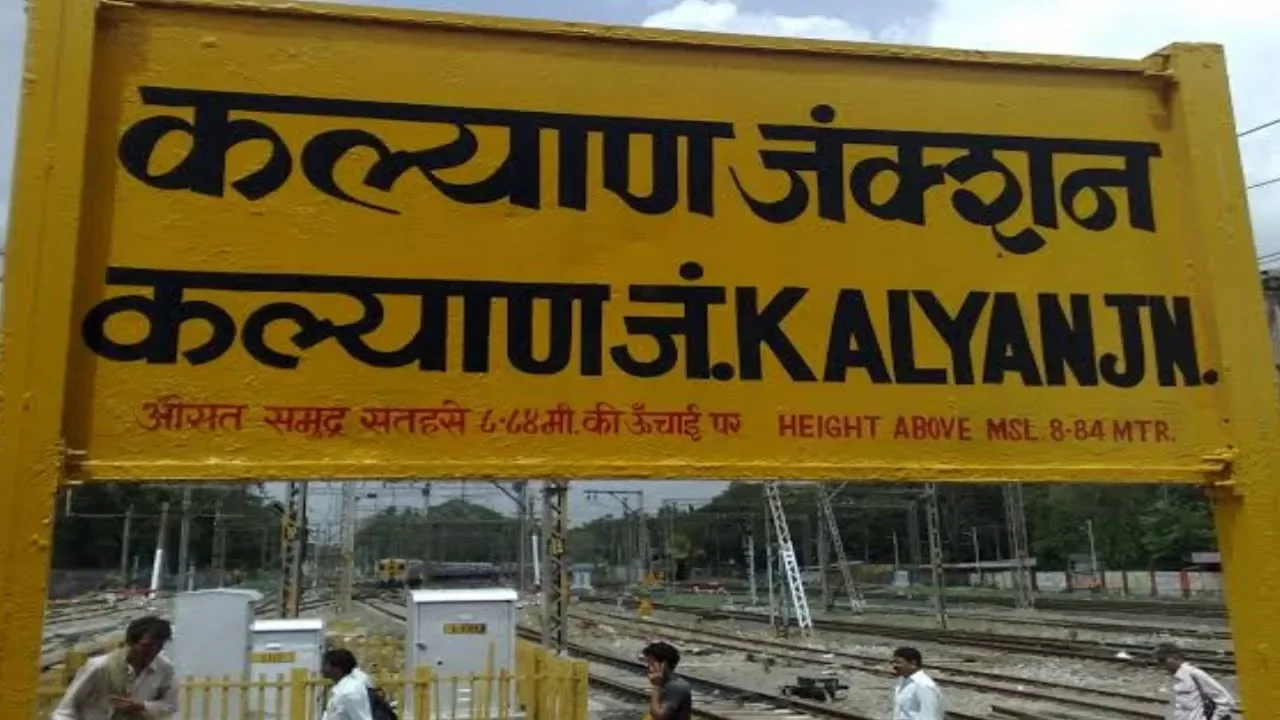 कल्याण जंक्शन
कल्याण जं. KALYAN JN.
औसत समुद्र सतहसे ८·८४ मी. की ऊँचाई पर HEIGHT ABOVE MSL 8·84 MTR.